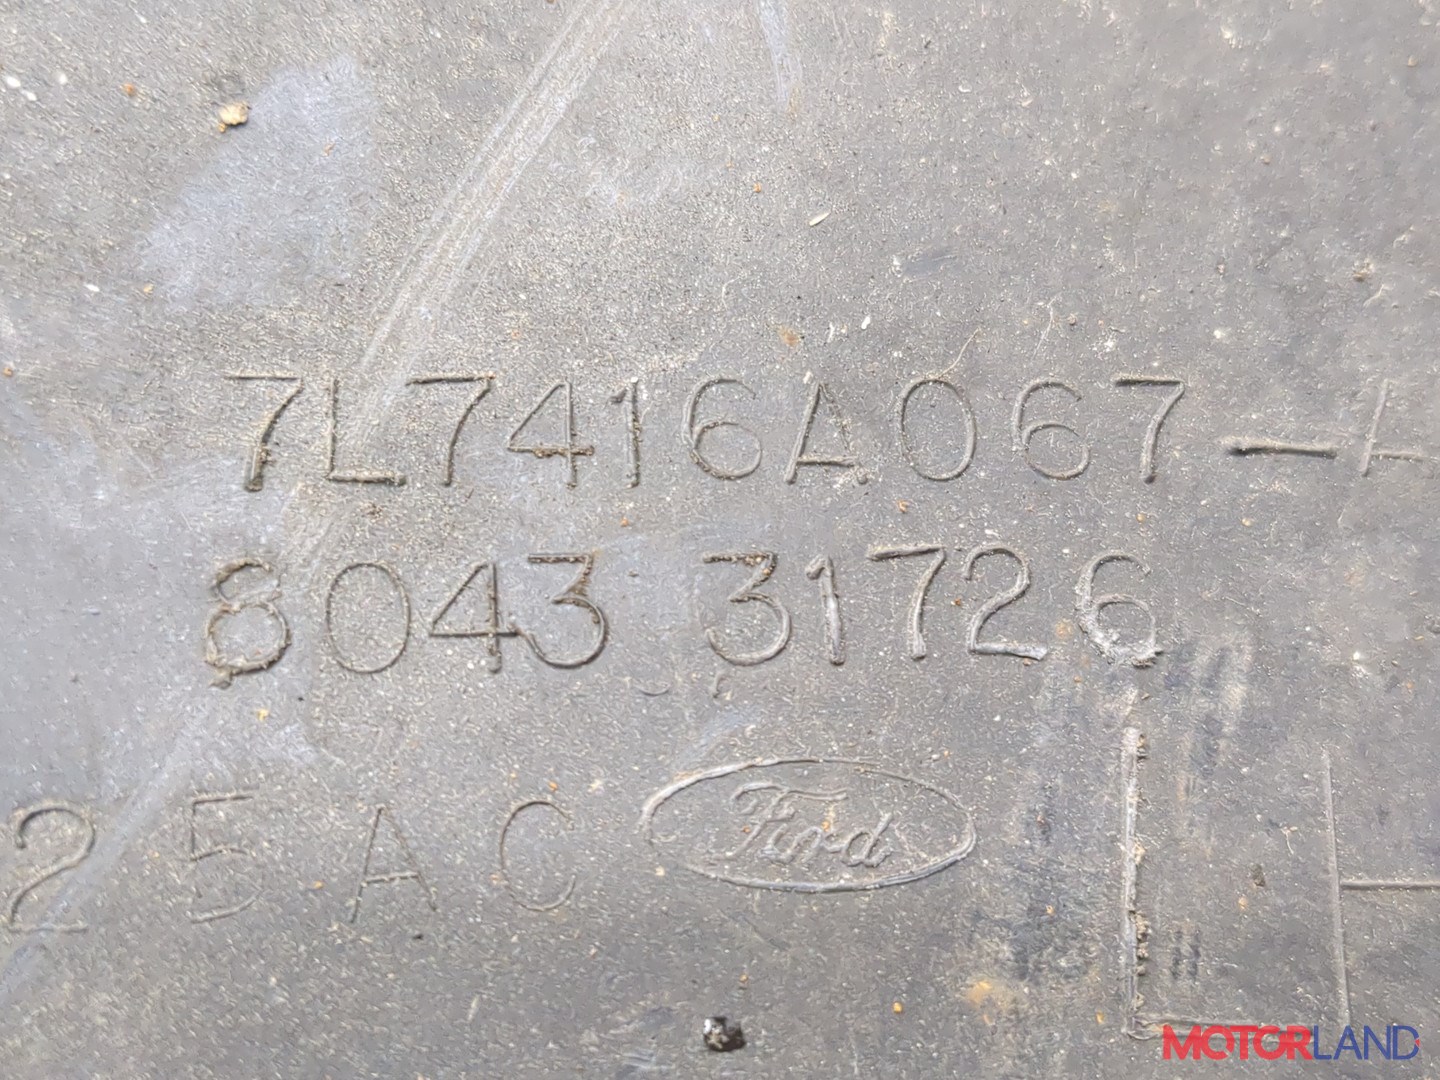 7L7416A067-A
8043 31726
25AC Ford LH
MOTORLAND